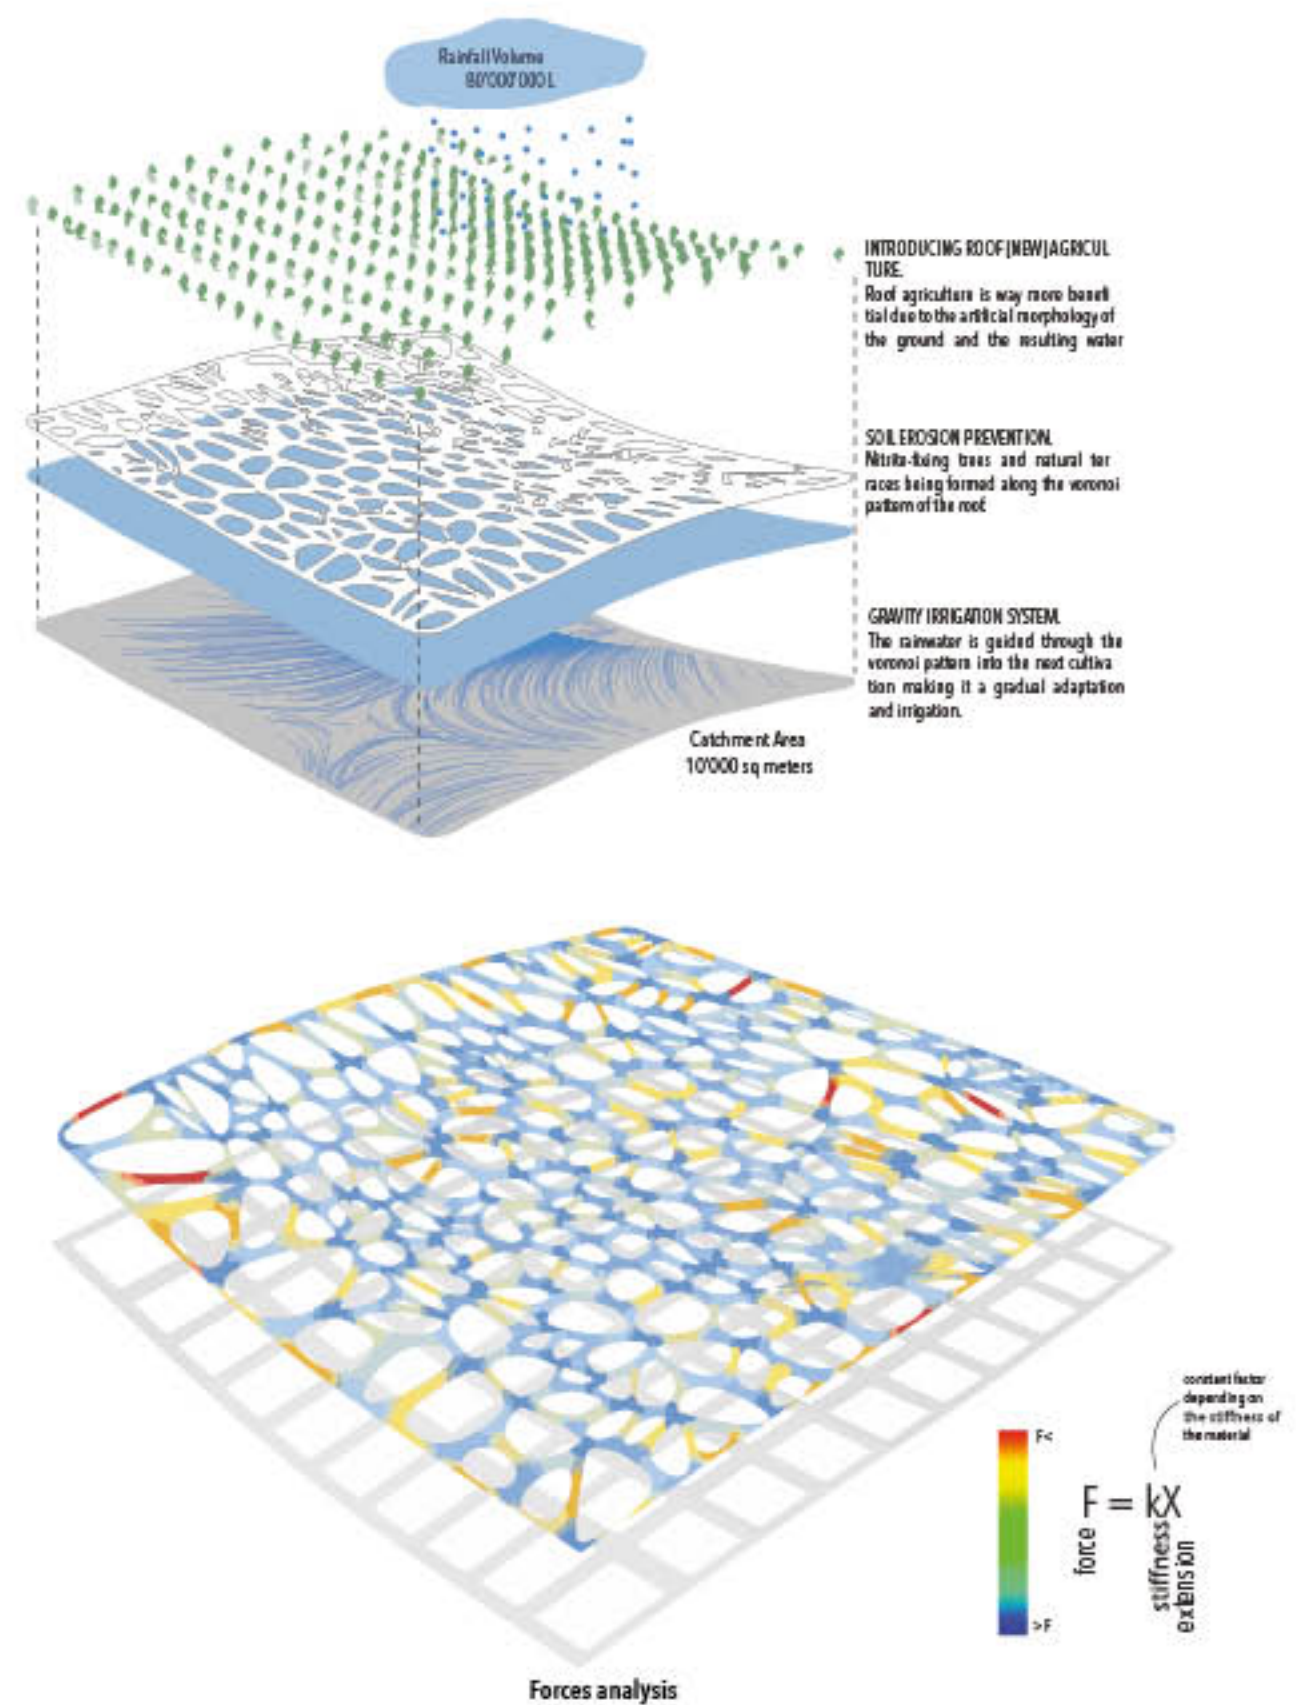 Rainfall Volume
80'000'000 L
INTRODUCING ROOF [NEW] AGRICUL
TURE.
Roof agriculture is way more benefi
tial due to the artificial morphology of
the ground and the resulting water
SOIL EROSION PREVENTION.
Nitrite-fixing trees and natural ter
races being formed along the voronoi
pattern of the roof.
GRAVITY IRRIGATION SYSTEM.
The rainwater is guided through the
voronoi pattern into the next cultiva
tion making it a gradual adaptation
and irrigation.
Catchment Area
10'000 sq meters
constant factor
depending on
the stiffness of
the material
F<
F = kX
force
stiffness
extension
>F
Forces analysis